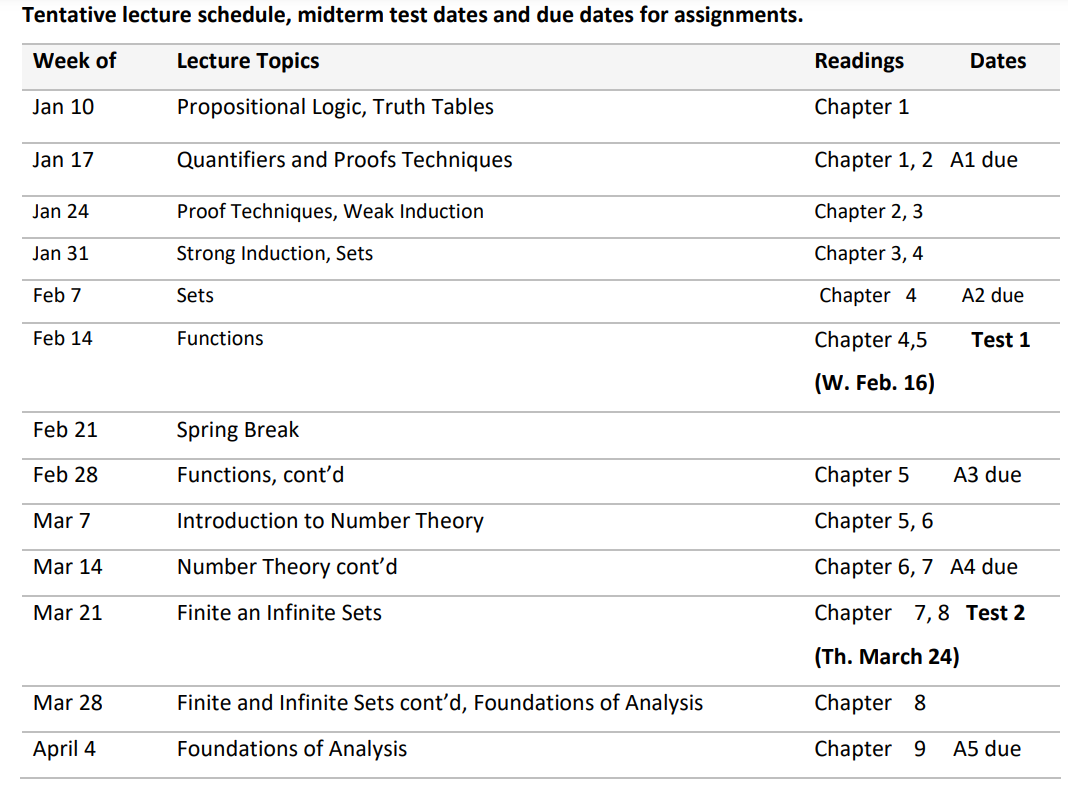 Tentative lecture schedule, midterm test dates and due dates for assignments.
Week of Lecture Topics Readings Dates
Jan 10 Propositional Logic, Truth Tables Chapter 1
Jan 17 Quantifiers and Proofs Techniques Chapter 1, 2 A1 due
Jan 24 Proof Techniques, Weak Induction Chapter 2, 3
Jan 31 Strong Induction, Sets Chapter 3, 4
Feb 7 Sets Chapter 4 A2 due
Feb 14 Functions Chapter 4,5 Test 1
(W. Feb. 16)
Feb 21 Spring Break
Feb 28 Functions, cont’d Chapter 5 A3 due
Mar 7 Introduction to Number Theory Chapter 5, 6
Mar 14 Number Theory cont’d Chapter 6, 7 A4 due
Mar 21 Finite an Infinite Sets Chapter 7, 8 Test 2
(Th. March 24)
Mar 28 Finite and Infinite Sets cont’d, Foundations of Analysis Chapter 8
April 4 Foundations of Analysis Chapter 9 A5 due